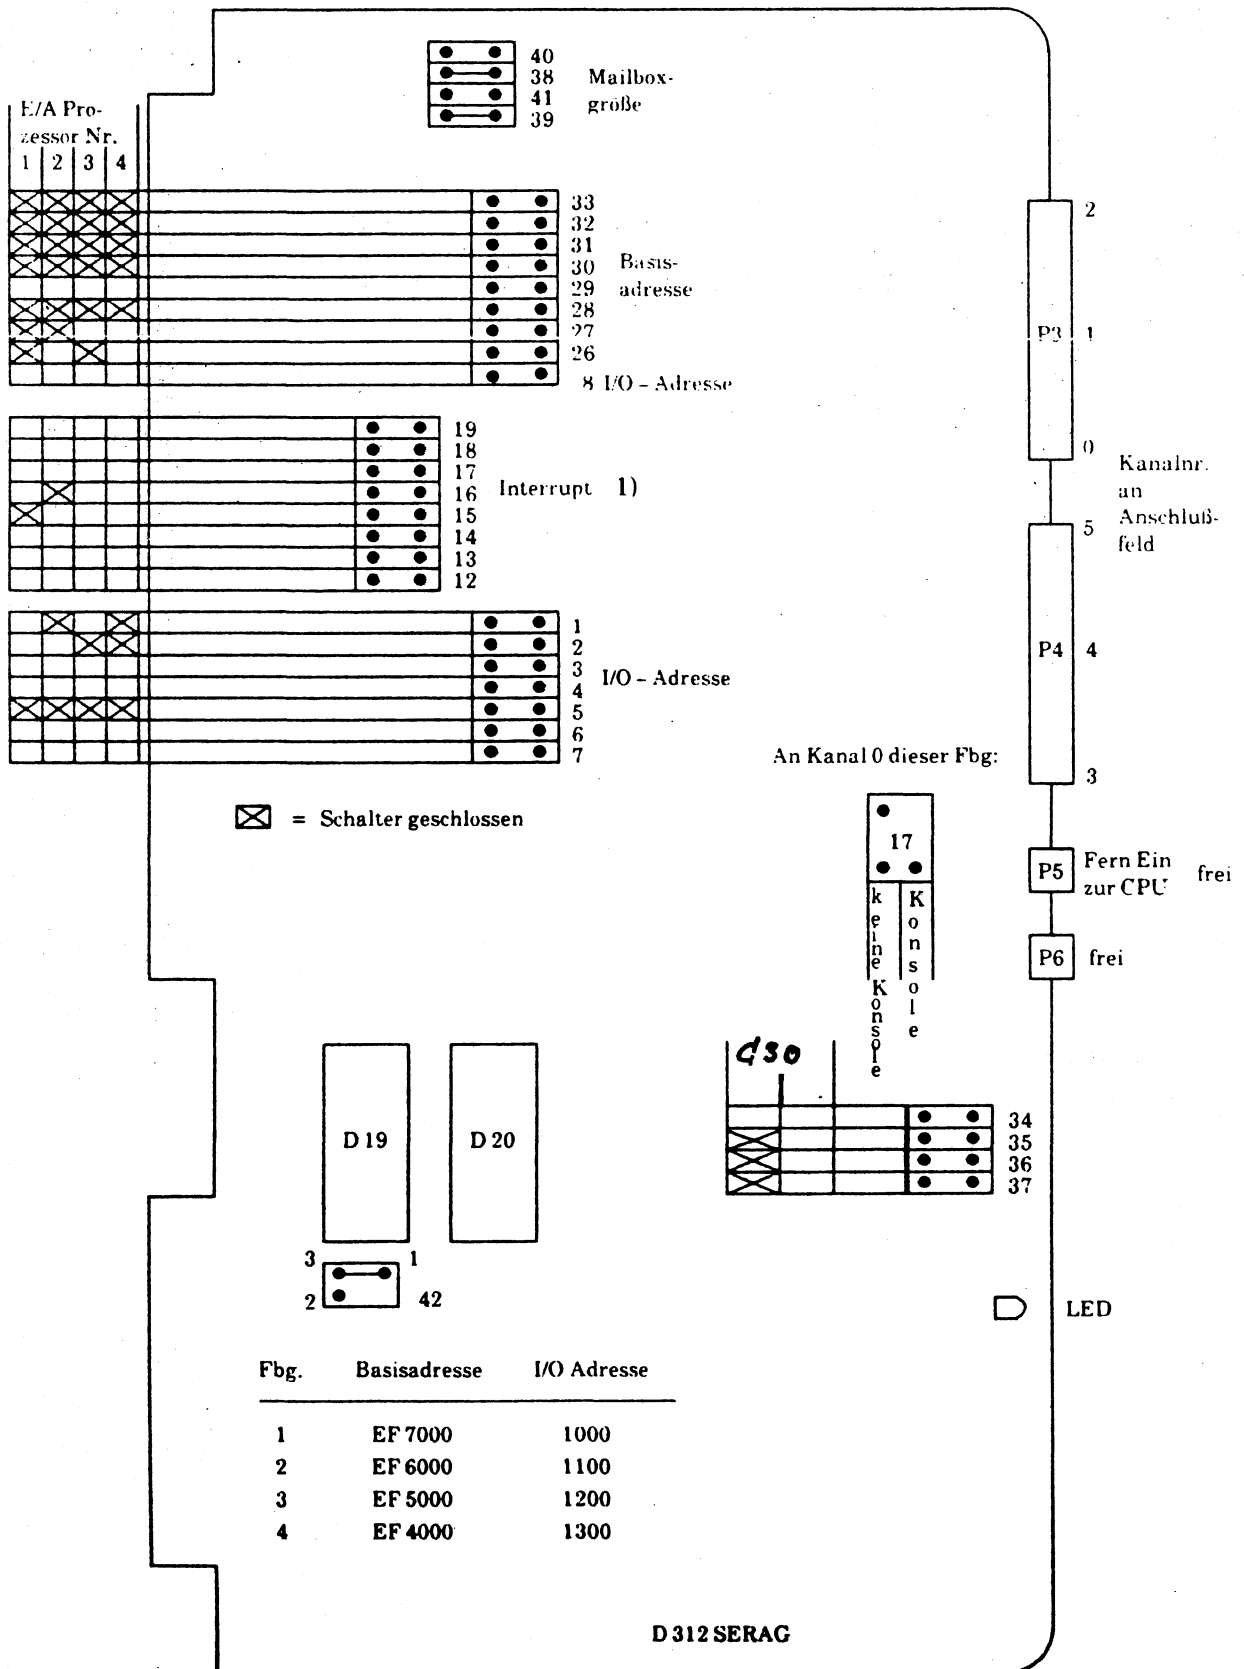 40
38
41
39
Mailbox-
größe
E/A Pro-
zessor Nr.
1 2 3 4
33
32
31
30
29
28
27
26
8 I/O - Adresse
Basis-
adresse
19
18
17
16
15
14
13
12
Interrupt 1)
1
2
3
4
5
6
7
I/O - Adresse
= Schalter geschlossen
2
P3 1
0
Kanalnr.
an
Anschluß-
feld
5
P4 4
3
An Kanal 0 dieser Fbg:
17
keine Konsole
Konsole
P5 Fern Ein
zur CPU frei
P6 frei
C30
34
35
36
37
D 19
D 20
3 1
2 42
LED
Fbg. Basisadresse I/O Adresse
1 EF 7000 1000
2 EF 6000 1100
3 EF 5000 1200
4 EF 4000 1300
D 312 SERAG